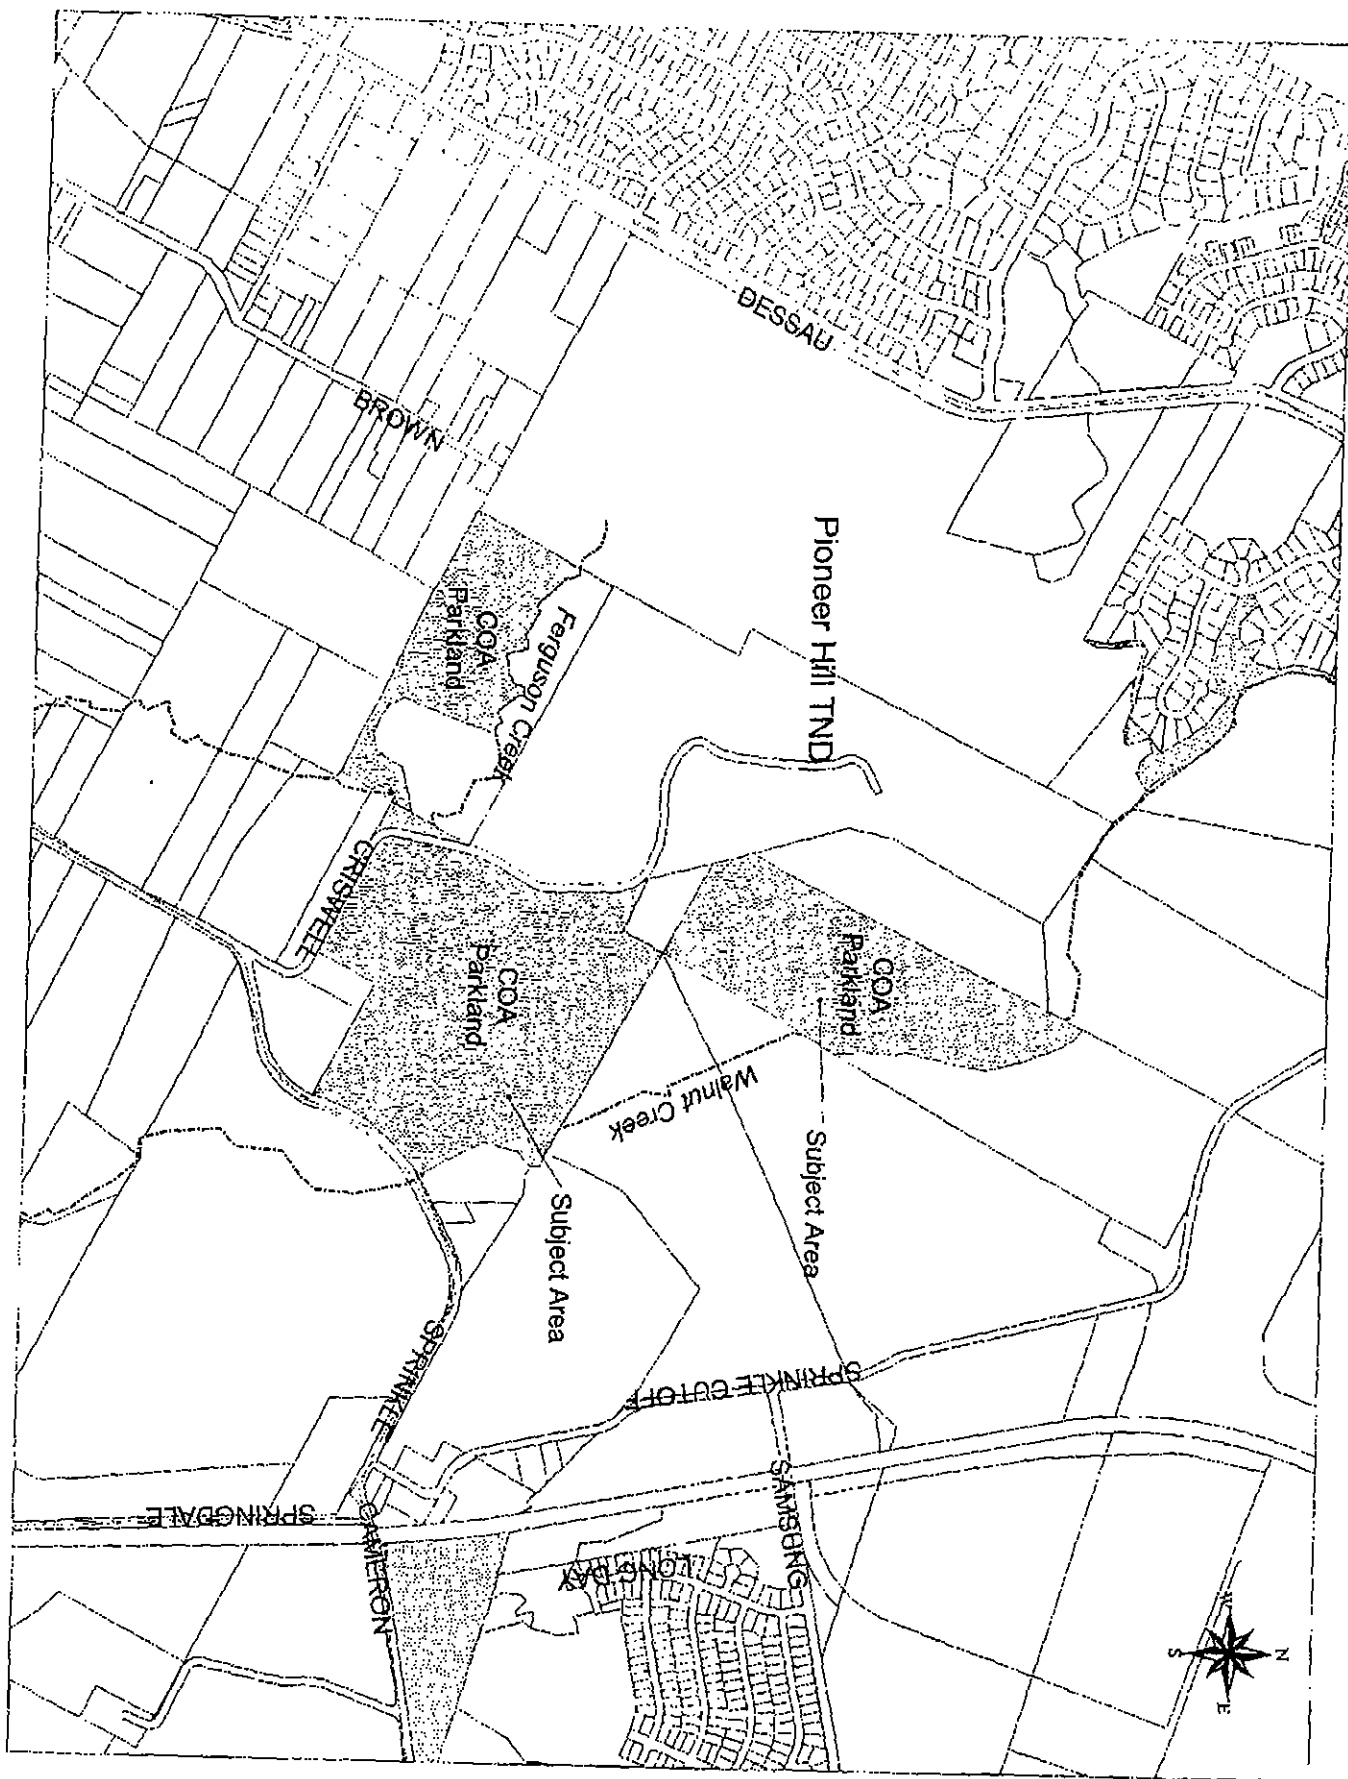 DESSAU
BROWN
Pioneer Hill TND
COA
Parkland
Ferguson Creek
CRISWELL
COA
Parkland
COA
Parkland
Walnut Creek
Subject Area
Subject Area
SPRINKLE CUTOFF
SPRINKLE
SPRINGDALE
CAMERON
SAMSUNG
LONG DAY
N
W
E
S